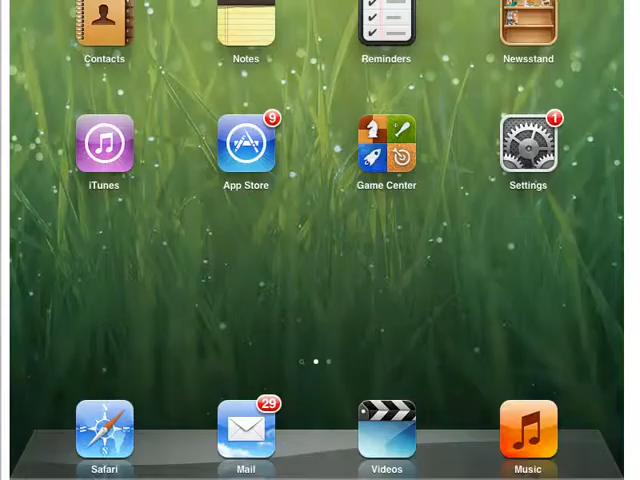 Contacts Notes Reminders Newsstand
9 1
iTunes App Store Game Center Settings
29
Safari Mail Videos Music